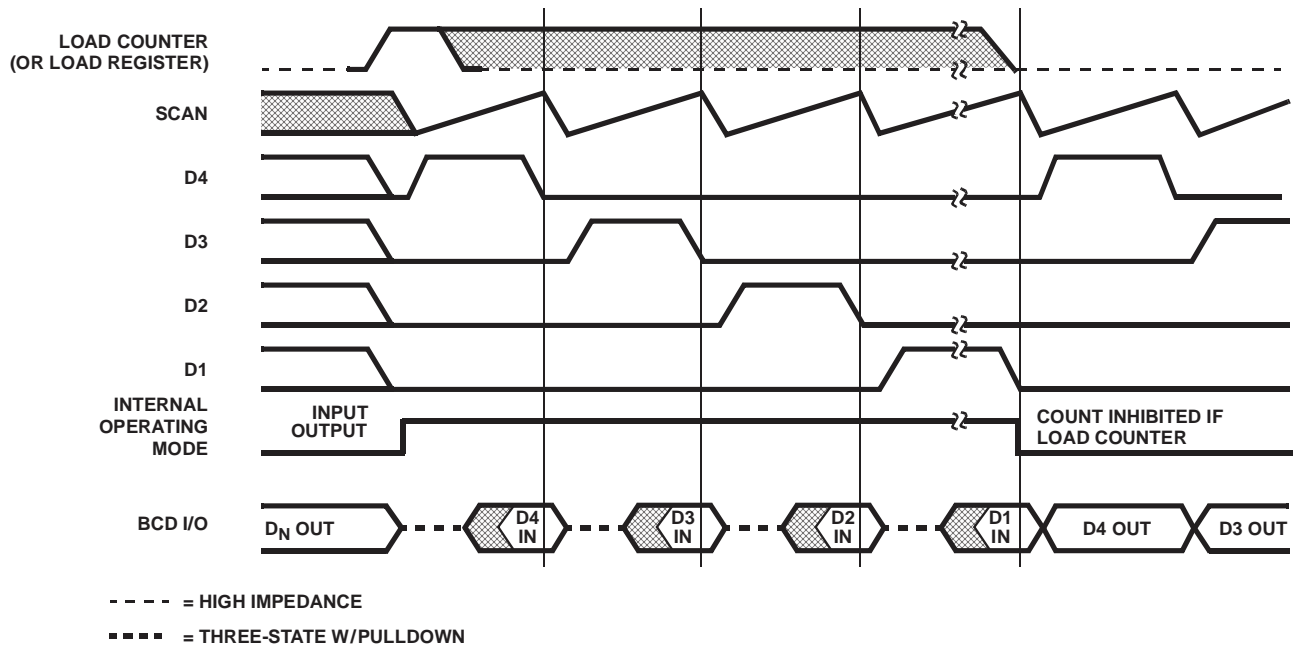 LOAD COUNTER
(OR LOAD REGISTER)
SCAN
D4
D3
D2
D1
INTERNAL
OPERATING
MODE
INPUT
OUTPUT
COUNT INHIBITED IF
LOAD COUNTER
BCD I/O
DN OUT
D4
IN
D3
IN
D2
IN
D1
IN
D4 OUT
D3 OUT
= HIGH IMPEDANCE
= THREE-STATE W/PULLDOWN